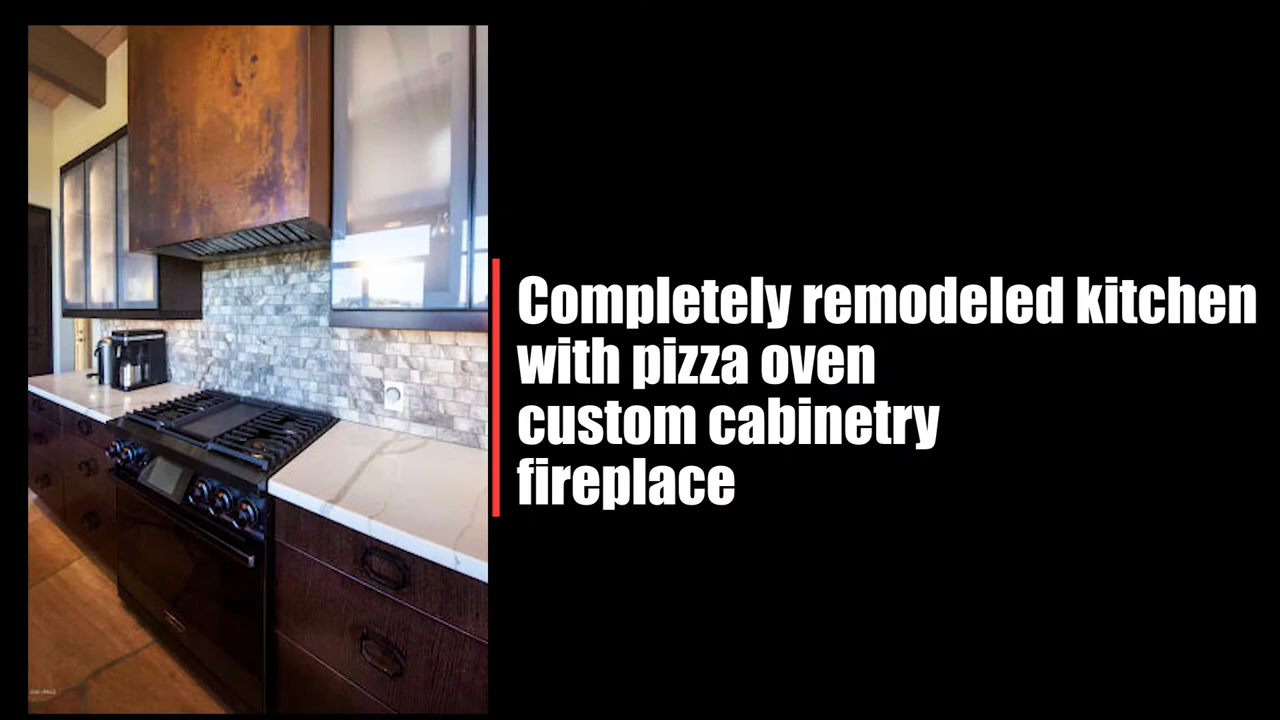 Completely remodeled kitchen
with pizza oven
custom cabinetry
fireplace